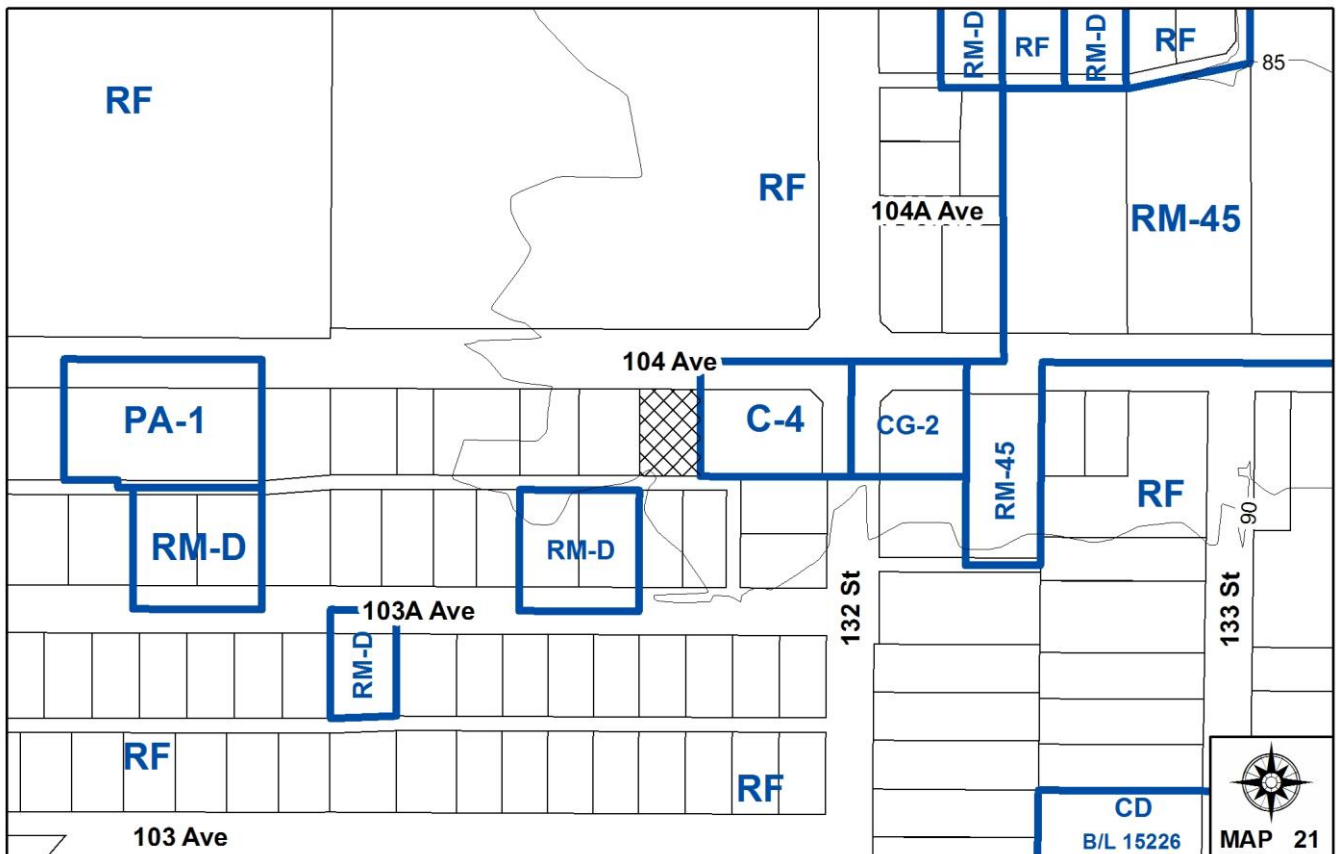 RM-D
RF
RM-D
RF
85
RF
RF
104A Ave
RM-45
104 Ave
PA-1
C-4
CG-2
RM-45
RF
90
RM-D
RM-D
103A Ave
132 St
133 St
RM-D
RF
RF
CD
B/L 15226
103 Ave
MAP 21